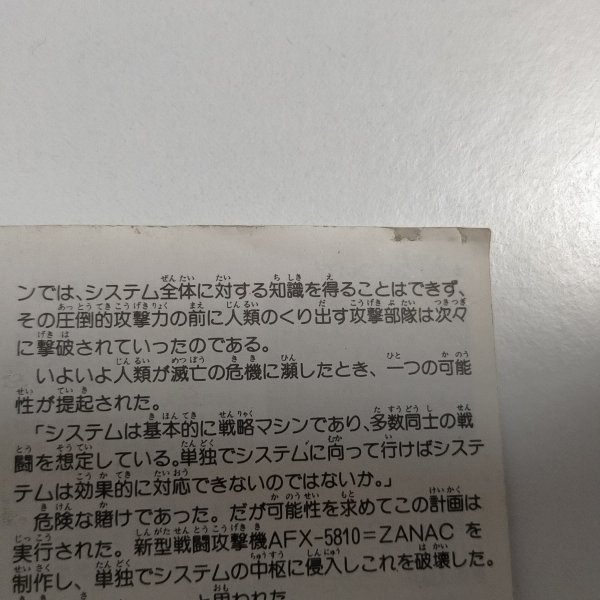 ンでは、システム全体に対する知識を得ることはできず、
その圧倒的攻撃力の前に人類のくり出す攻撃部隊は次々
に撃破されていったのである。
いよいよ人類が滅亡の危機に瀕したとき、一つの可能
性が提起された。
「システムは基本的に戦略マシンであり、多数同士の戦
闘を想定している。単独でシステムに向って行けばシステ
テムは効果的に対応できないのではないか。」
危険な賭けであった。だが可能性を求めてこの計画は
実行された。新型戦闘攻撃機AFX-5810=ZANAC を
制作し、単独でシステムの中枢に侵入しこれを破壊した。
と思われた